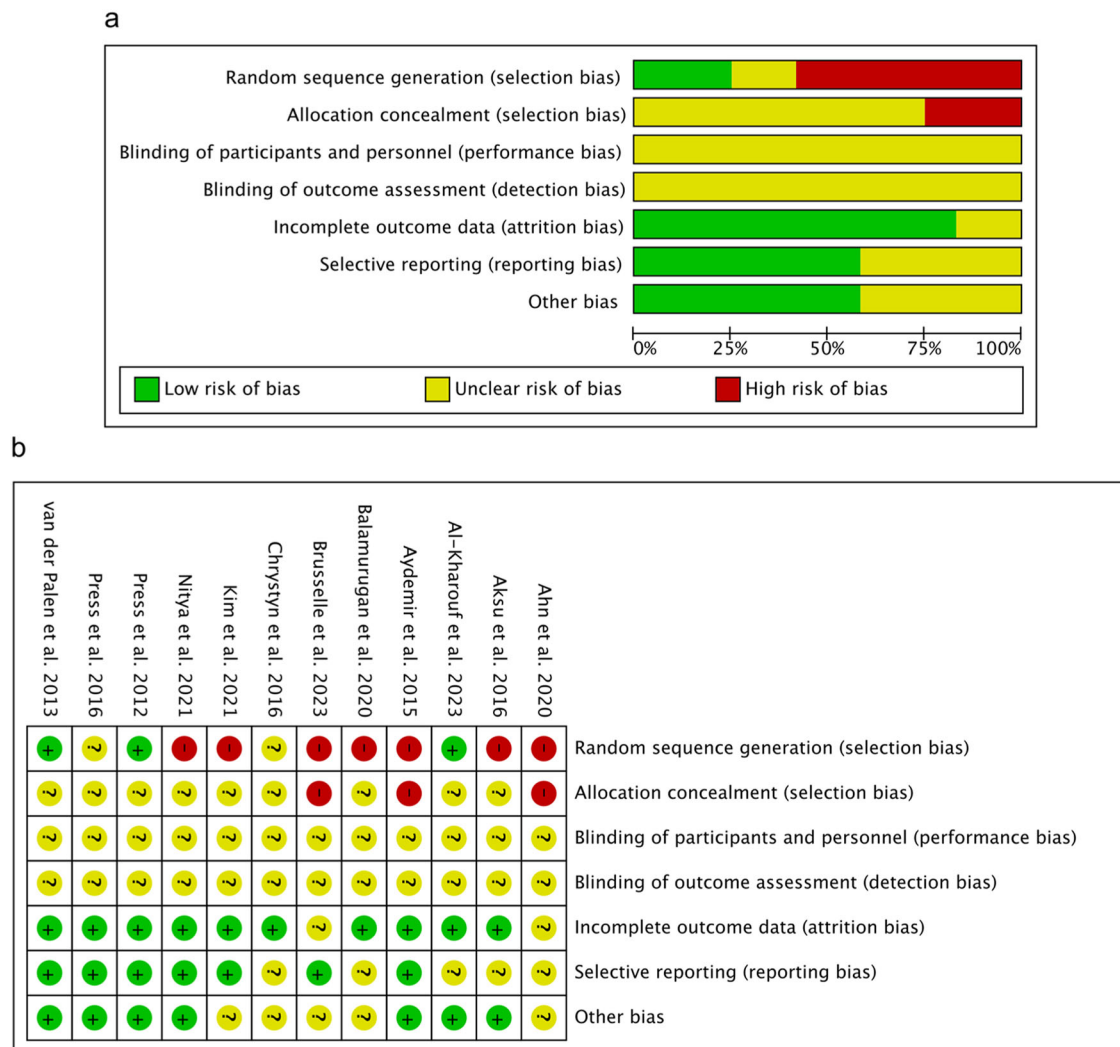 a
Random sequence generation (selection bias)
Allocation concealment (selection bias)
Blinding of participants and personnel (performance bias)
Blinding of outcome assessment (detection bias)
Incomplete outcome data (attrition bias)
Selective reporting (reporting bias)
Other bias
0% 25% 50% 75% 100%
Low risk of bias Unclear risk of bias High risk of bias
b
van der Palen et al. 2013
Press et al. 2016
Press et al. 2012
Nitya et al. 2021
Kim et al. 2021
Chrystyn et al. 2016
Brusselle et al. 2023
Balamurugan et al. 2020
Aydemir et al. 2015
Al-Kharouf et al. 2023
Aksu et al. 2016
Ahn et al. 2020
+ ? + - - ? - - - + - - Random sequence generation (selection bias)
? ? ? ? ? ? - ? - ? ? - Allocation concealment (selection bias)
? ? ? ? ? ? ? ? ? ? ? ? Blinding of participants and personnel (performance bias)
? ? ? ? ? ? ? ? ? ? ? ? Blinding of outcome assessment (detection bias)
+ + + + + + ? + + + + ? Incomplete outcome data (attrition bias)
+ + + + + ? + ? + ? ? ? Selective reporting (reporting bias)
+ + + + ? ? ? ? + + + ? Other bias